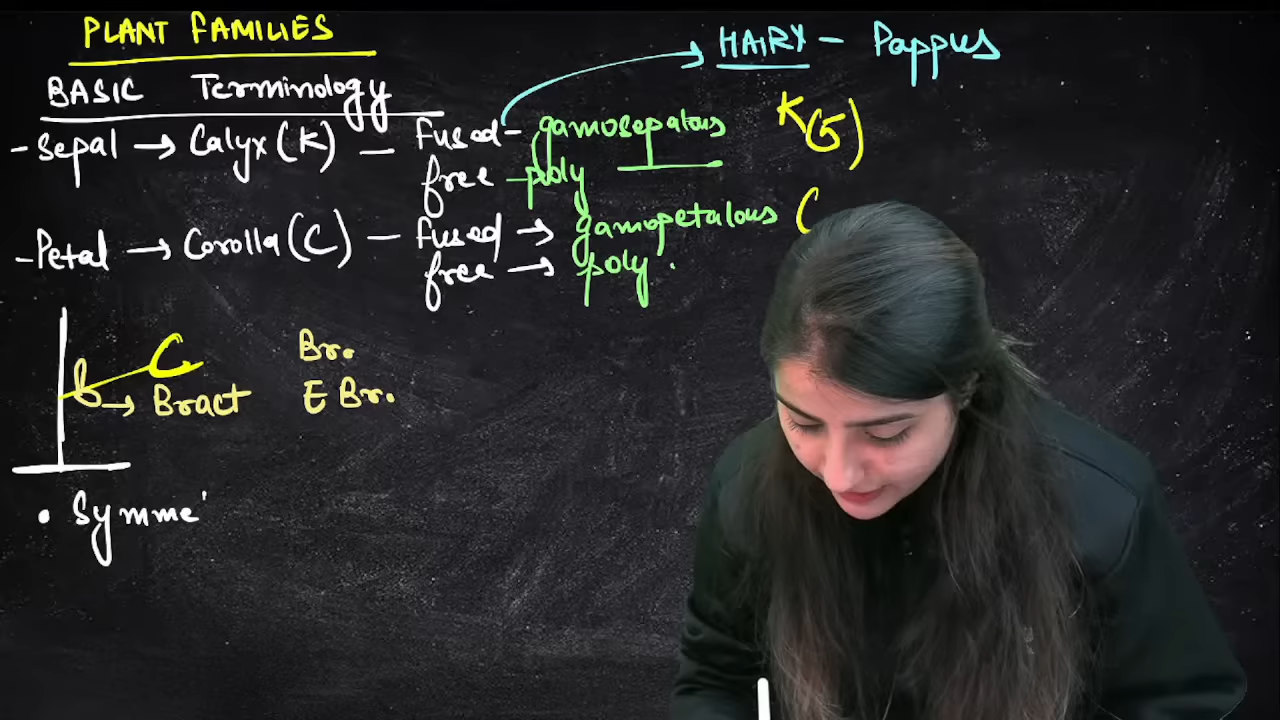 PLANT FAMILIES
HAIRY - Pappus
BASIC Terminology
- Sepal → Calyx (K) - Fused - gamosepalous K(5)
free - poly
- Petal → Corolla (C) - Fused → gamopetalous C
free → poly.
Br.
→ Bract E Br.
• Symme